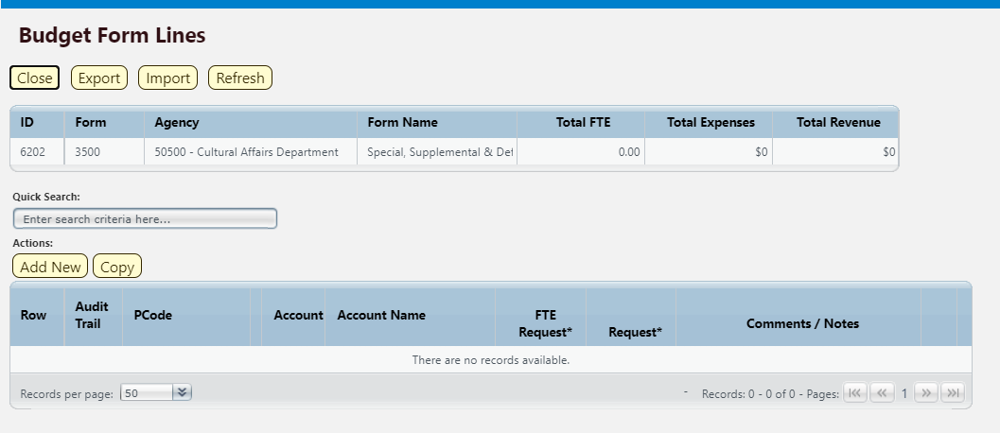 Budget Form Lines
Close Export Import Refresh
ID Form Agency Form Name Total FTE Total Expenses Total Revenue
6202 3500 50500 - Cultural Affairs Department Special, Supplemental & Def 0.00 $0 $0
Quick Search:
Enter search criteria here...
Actions:
Add New Copy
Row Audit Trail PCode Account Account Name FTE Request* Request* Comments / Notes
There are no records available.
Records per page: 50 - Records: 0 - 0 of 0 - Pages: 1